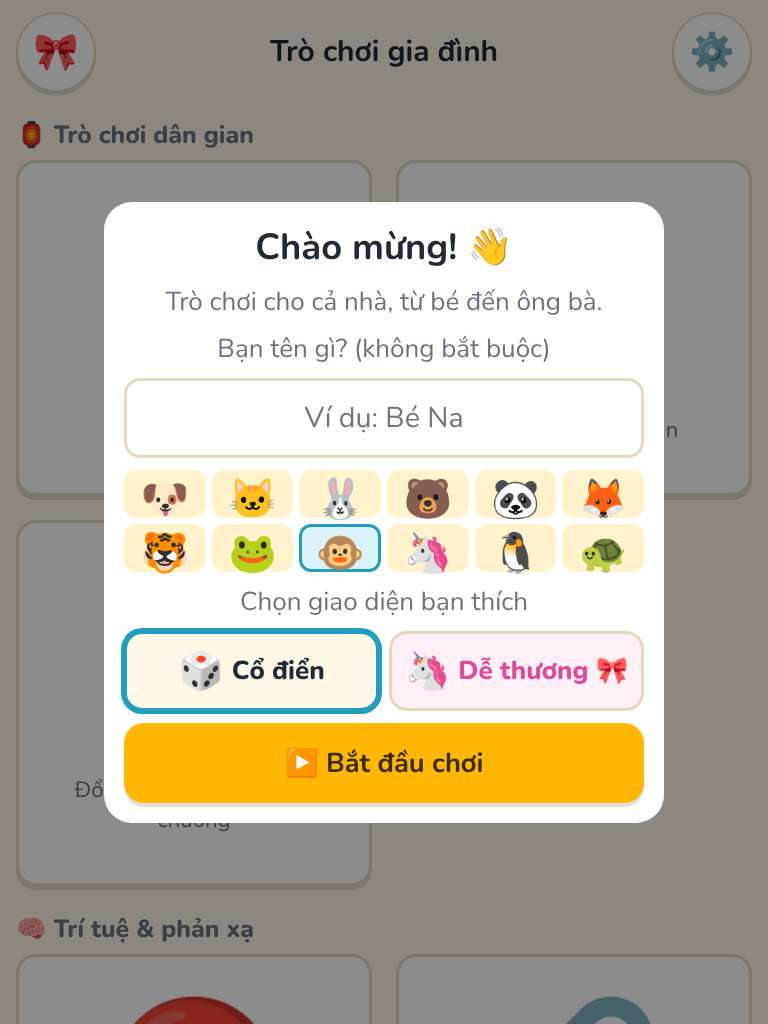 Trò chơi gia đình
Trò chơi dân gian
Chào mừng! 👋
Trò chơi cho cả nhà, từ bé đến ông bà.
Bạn tên gì? (không bắt buộc)
Ví dụ: Bé Na
Chọn giao diện bạn thích
Cổ điển
Dễ thương 🎀
▶️ Bắt đầu chơi
Trí tuệ & phản xạ